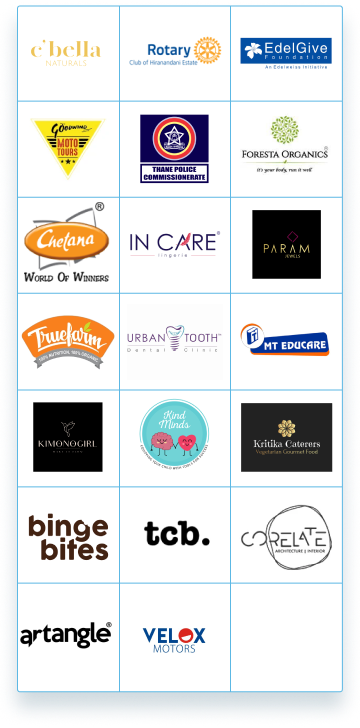 c'bella
NATURALS
Rotary
Club of Hiranandani Estate
EdelGive
Foundation
An Edelweiss Initiative
GOODWIND
MOTO
TOURS
THANE POLICE
COMMISSIONERATE
FORESTA ORGANICS®
it's your body, run it well
®
Chetana
WORLD OF WINNERS
IN CARE®
lingerie
PARAM
JEWELS
Truefarm
100% NUTRITION, 100% ORGANIC
URBAN TOOTH
Dental Clinic
MT EDUCARE
KIMONOGIRL
Kind
Minds
Kritika Caterers
Vegetarian Gourmet Food
binge
bites
tcb.
CORELATE
ARCHITECTURE & INTERIOR
artangle®
VELOX
MOTORS